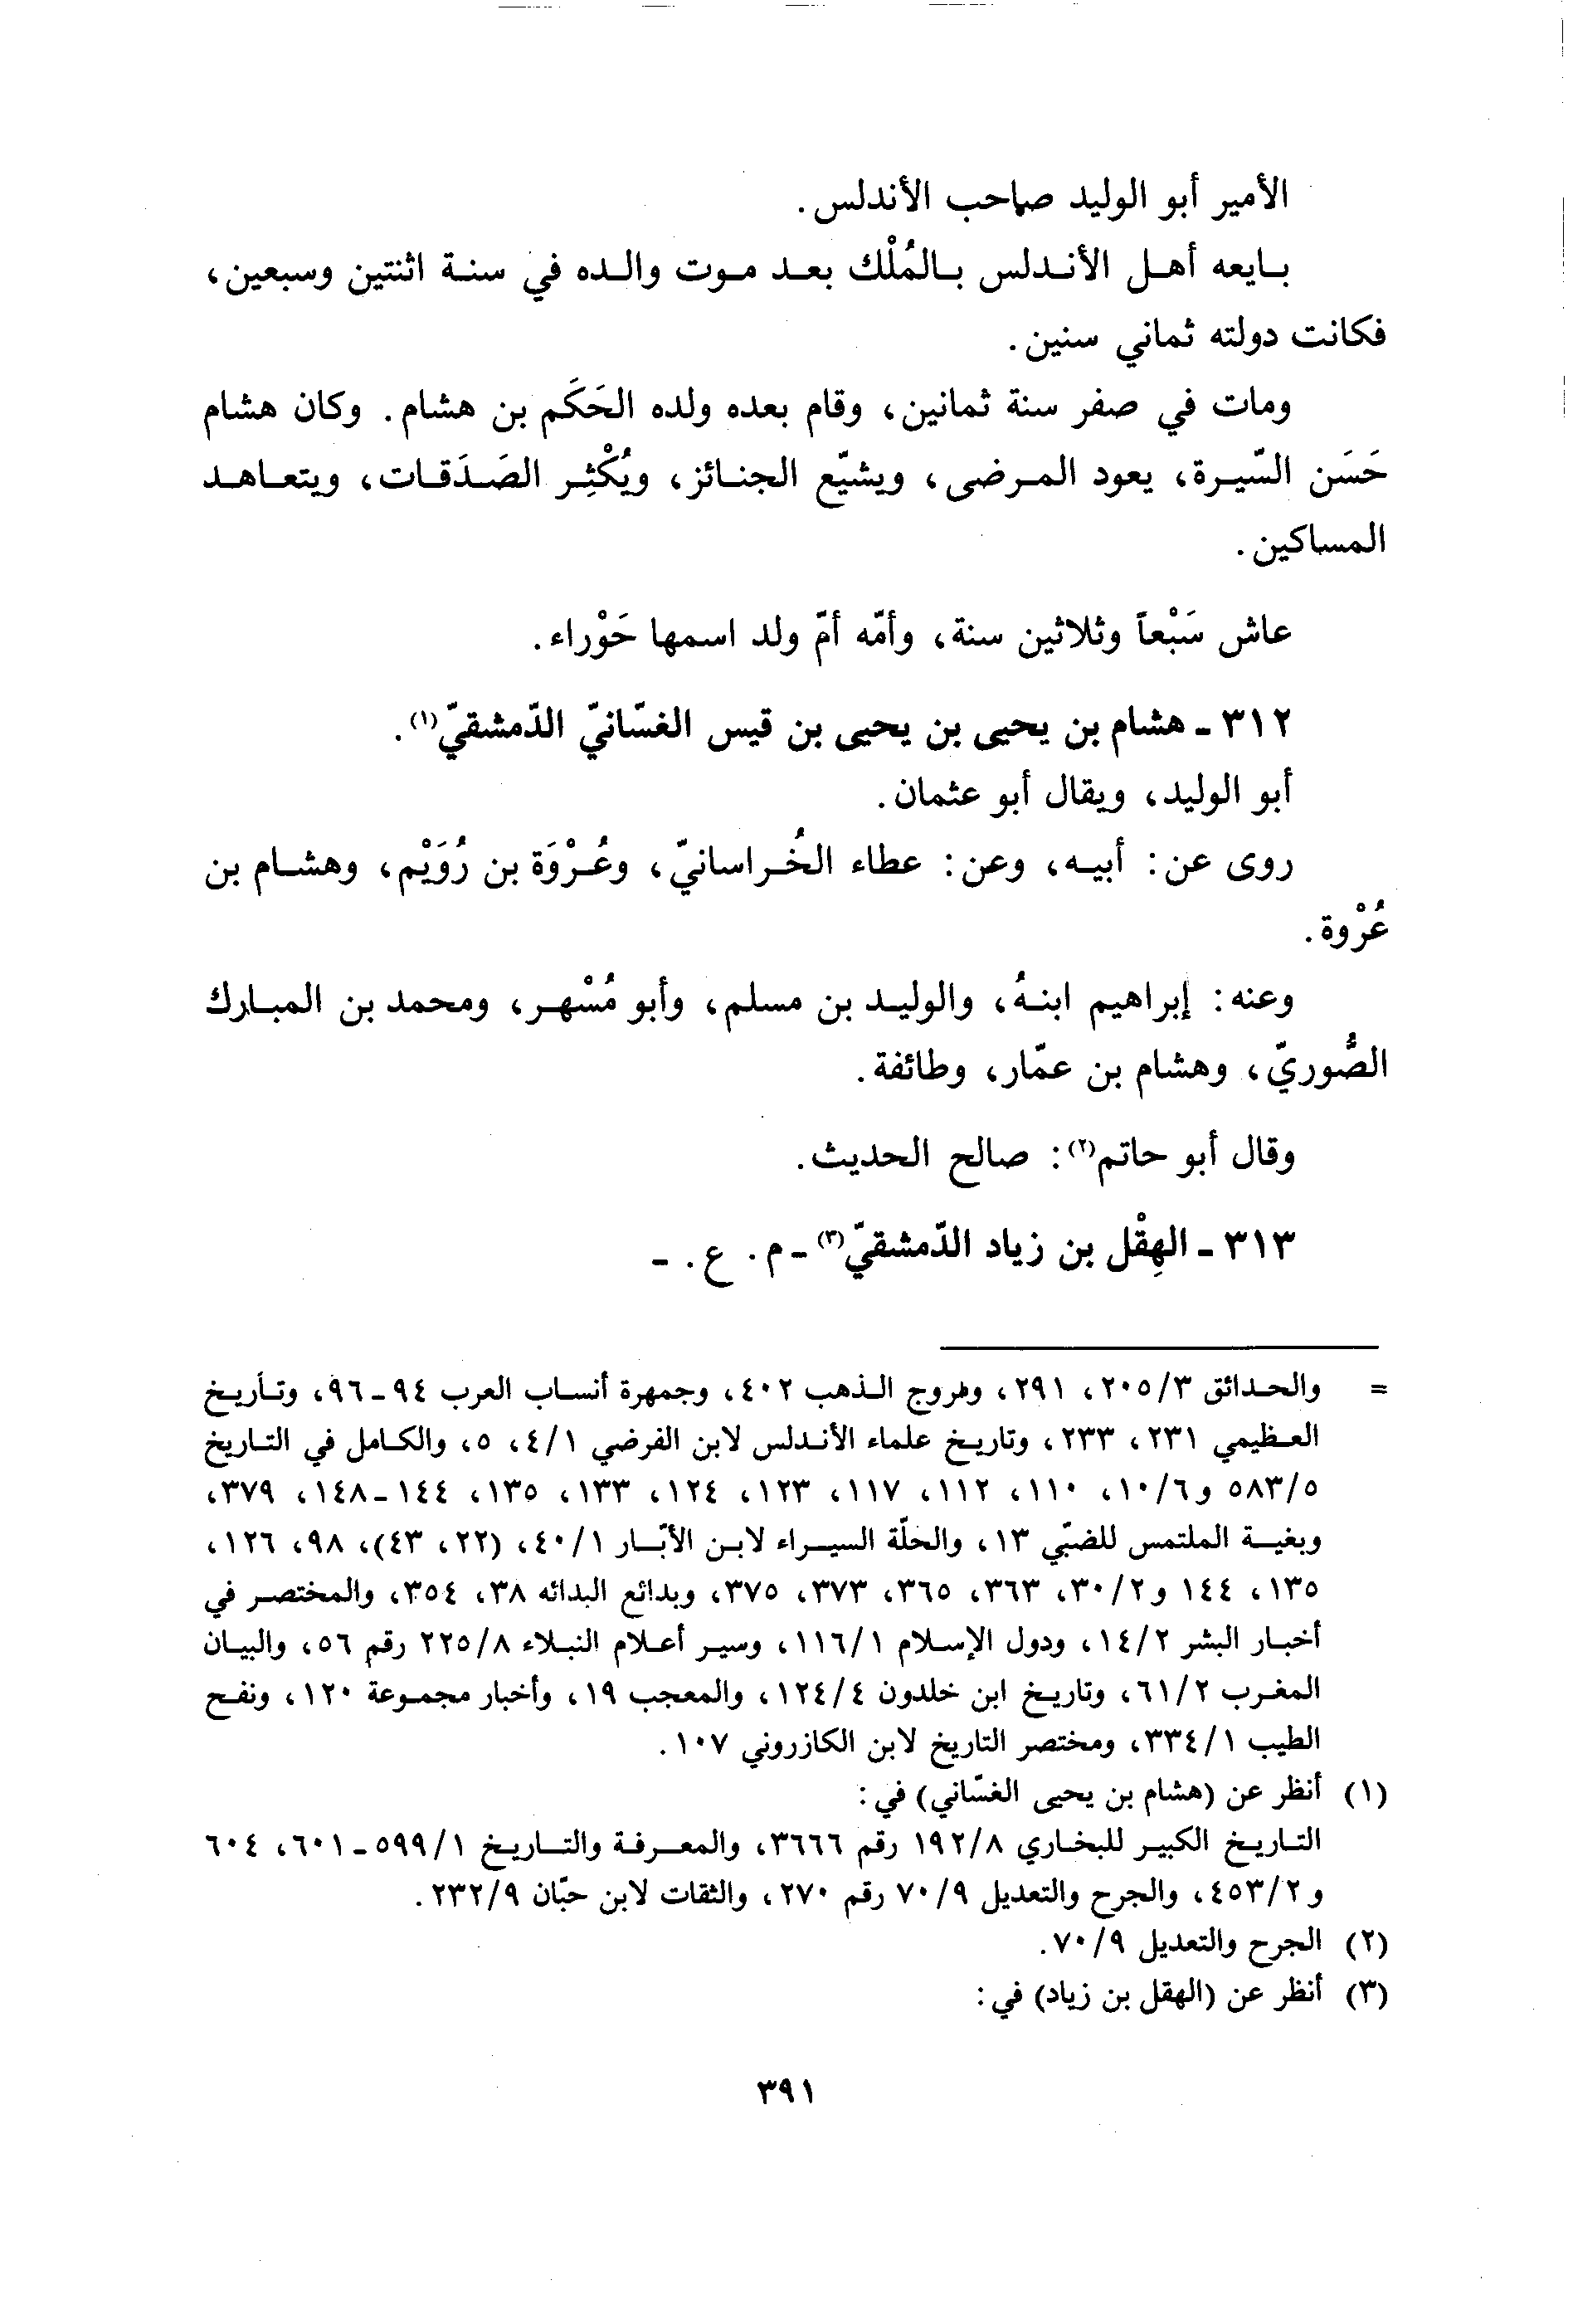 الأمير أبو الوليد صاحب الأندلس.
بايعه أهل الأندلس بالمُلْك بعد موت والده في سنة اثنتين وسبعين،
فكانت دولته ثماني سنين.
ومات في صفر سنة ثمانين، وقام بعده ولده الحَكَم بن هشام. وكان هشام
حَسَن السّيرة، يعود المرضى، ويشيّع الجنائز، ويُكْثِر الصَدَقات، ويتعاهد
المساكين.
عاش سَبْعاً وثلاثين سنة، وأمّه أمّ ولد اسمها حَوْراء.
٣١٢ - هشام بن يحيى بن يحيى بن قيس الغسّانيّ الدّمشقيّ(١).
أبو الوليد، ويقال أبو عثمان.
روى عن: أبيه، وعن: عطاء الخُراسانيّ، وعُرْوَة بن رُوَيْم، وهشام بن
عُرْوة.
وعنه: إبراهيم ابنهُ، والوليد بن مسلم، وأبو مُسْهر، ومحمد بن المبارك
الصُّوريّ، وهشام بن عمّار، وطائفة.
وقال أبو حاتم(٢): صالح الحديث.
٣١٣ - الهِقْل بن زياد الدّمشقيّ(٣) - م. ع. -
= والحدائق ٢٠٥/٣، ٢٩١، ومروج الذهب ٤٠٢، وجمهرة أنساب العرب ٩٤-٩٦، وتأريخ
العظيمي ٢٣١، ٢٣٣، وتاريخ علماء الأندلس لابن الفرضي ٤/١، ٥، والكامل في التاريخ
٥٨٣/٥ و١٠/٦، ١١٠، ١١٢، ١١٧، ١٢٣، ١٢٤، ١٣٣، ١٣٥، ١٤٤-١٤٨، ٣٧٩،
وبغية الملتمس للضبّي ١٣، والحلّة السيراء لابن الأبّار ٤٠/١، (٢٢، ٤٣)، ٩٨، ١٢٦،
١٣٥، ١٤٤ و٣٠/٢، ٣٦٣، ٣٦٥، ٣٧٣، ٣٧٥، وبدائع البدائه ٣٨، ٣٥٤، والمختصر في
أخبار البشر ١٤/٢، ودول الإسلام ١١٦/١، وسير أعلام النبلاء ٢٢٥/٨ رقم ٥٦، والبيان
المغرب ٦١/٢، وتاريخ ابن خلدون ١٢٤/٤، والمعجب ١٩، وأخبار مجموعة ١٢٠، ونفح
الطيب ٣٣٤/١، ومختصر التاريخ لابن الكازروني ١٠٧.
(١) أنظر عن (هشام بن يحيى الغسّاني) في:
التاريخ الكبير للبخاري ١٩٢/٨ رقم ٣٦٦٦، والمعرفة والتاريخ ٥٩٩/١-٦٠١، ٦٠٤
و٤٥٣/٢، والجرح والتعديل ٧٠/٩ رقم ٢٧٠، والثقات لابن حبّان ٢٣٢/٩.
(٢) الجرح والتعديل ٧٠/٩.
(٣) أنظر عن (الهقل بن زياد) في:
٣٩١